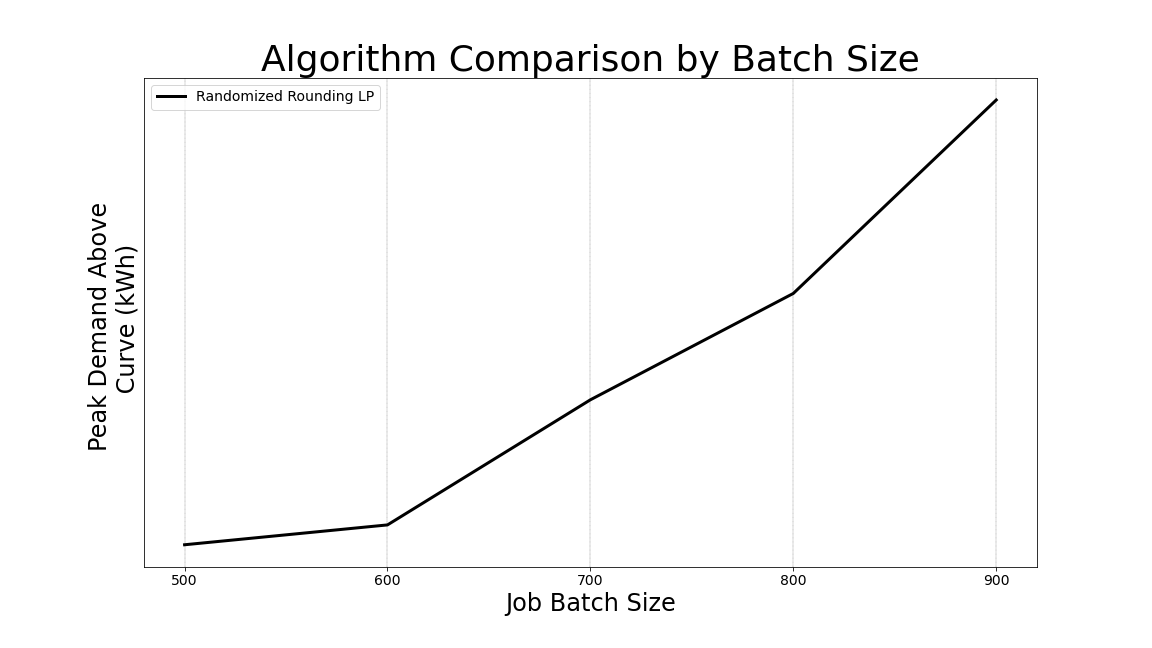 Algorithm Comparison by Batch Size
Randomized Rounding LP
Peak Demand Above
Curve (kWh)
500 600 700 800 900
Job Batch Size